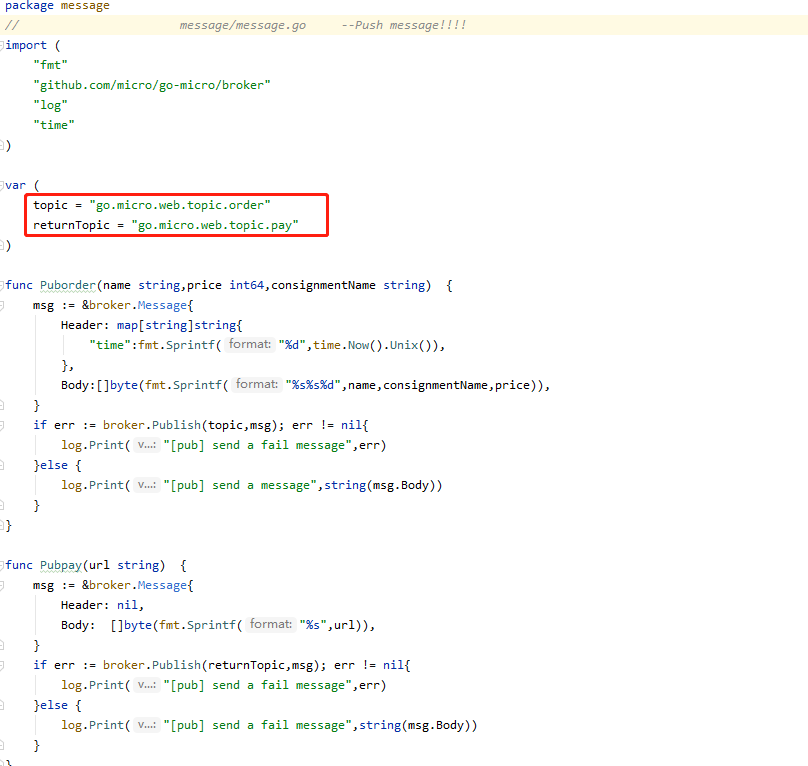 package message
// message/message.go --Push message!!!!
import (
"fmt"
"github.com/micro/go-micro/broker"
"log"
"time"
)
var (
topic = "go.micro.web.topic.order"
returnTopic = "go.micro.web.topic.pay"
)
func Puborder(name string,price int64,consignmentName string) {
msg := &broker.Message{
Header: map[string]string{
"time":fmt.Sprintf( format: "%d",time.Now().Unix()),
},
Body:[]byte(fmt.Sprintf( format: "%s%s%d",name,consignmentName,price)),
}
if err := broker.Publish(topic,msg); err != nil{
log.Print( v...: "[pub] send a fail message",err)
}else {
log.Print( v...: "[pub] send a message",string(msg.Body))
}
}
func Pubpay(url string) {
msg := &broker.Message{
Header: nil,
Body: []byte(fmt.Sprintf( format: "%s",url)),
}
if err := broker.Publish(returnTopic,msg); err != nil{
log.Print( v...: "[pub] send a fail message",err)
}else {
log.Print( v...: "[pub] send a fail message",string(msg.Body))
}
}